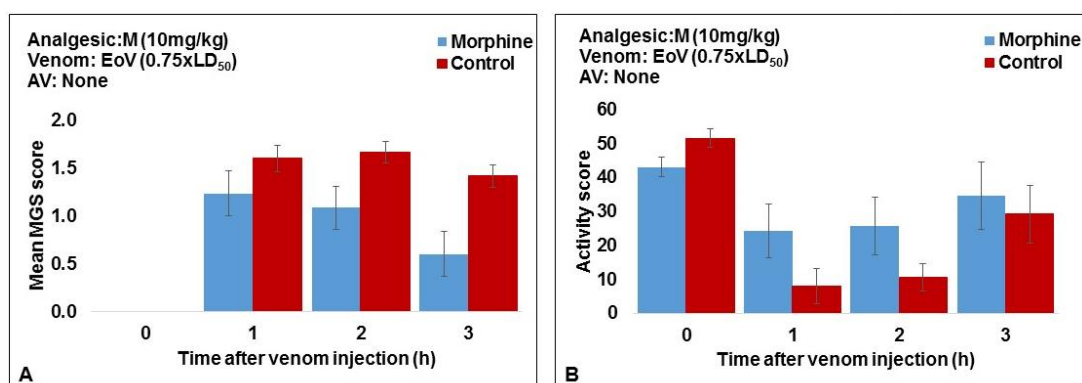 Analgesic:M (10mg/kg)
Venom: EoV (0.75xLD50)
AV: None
Morphine
Control
Mean MGS score
2.0
1.5
1.0
0.5
0.0
0 1 2 3
Time after venom injection (h)
A
Analgesic:M (10mg/kg)
Venom: EoV (0.75xLD50)
AV: None
Morphine
Control
Activity score
60
50
40
30
20
10
0
0 1 2 3
Time after venom injection (h)
B